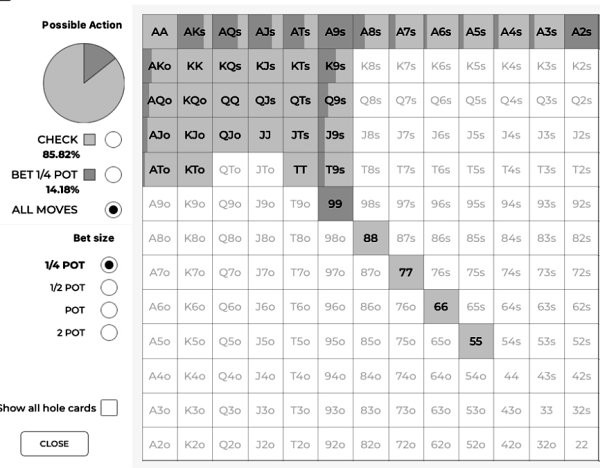 Possible Action
CHECK
85.82%
BET 1/4 POT
14.18%
ALL MOVES
Bet size
1/4 POT
1/2 POT
POT
2 POT
Show all hole cards
CLOSE
AA AKs AQs AJs ATs A9s A8s A7s A6s A5s A4s A3s A2s
AKo KK KQs KJs KTs K9s K8s K7s K6s K5s K4s K3s K2s
AQo KQo QQ QJs QTs Q9s Q8s Q7s Q6s Q5s Q4s Q3s Q2s
AJo KJo QJo JJ JTs J9s J8s J7s J6s J5s J4s J3s J2s
ATo KTo QTo JTo TT T9s T8s T7s T6s T5s T4s T3s T2s
A9o K9o Q9o J9o T9o 99 98s 97s 96s 95s 94s 93s 92s
A8o K8o Q8o J8o T8o 98o 88 87s 86s 85s 84s 83s 82s
A7o K7o Q7o J7o T7o 97o 87o 77 76s 75s 74s 73s 72s
A6o K6o Q6o J6o T6o 96o 86o 76o 66 65s 64s 63s 62s
A5o K5o Q5o J5o T5o 95o 85o 75o 65o 55 54s 53s 52s
A4o K4o Q4o J4o T4o 94o 84o 74o 64o 54o 44 43s 42s
A3o K3o Q3o J3o T3o 93o 83o 73o 63o 53o 43o 33 32s
A2o K2o Q2o J2o T2o 92o 82o 72o 62o 52o 42o 32o 22